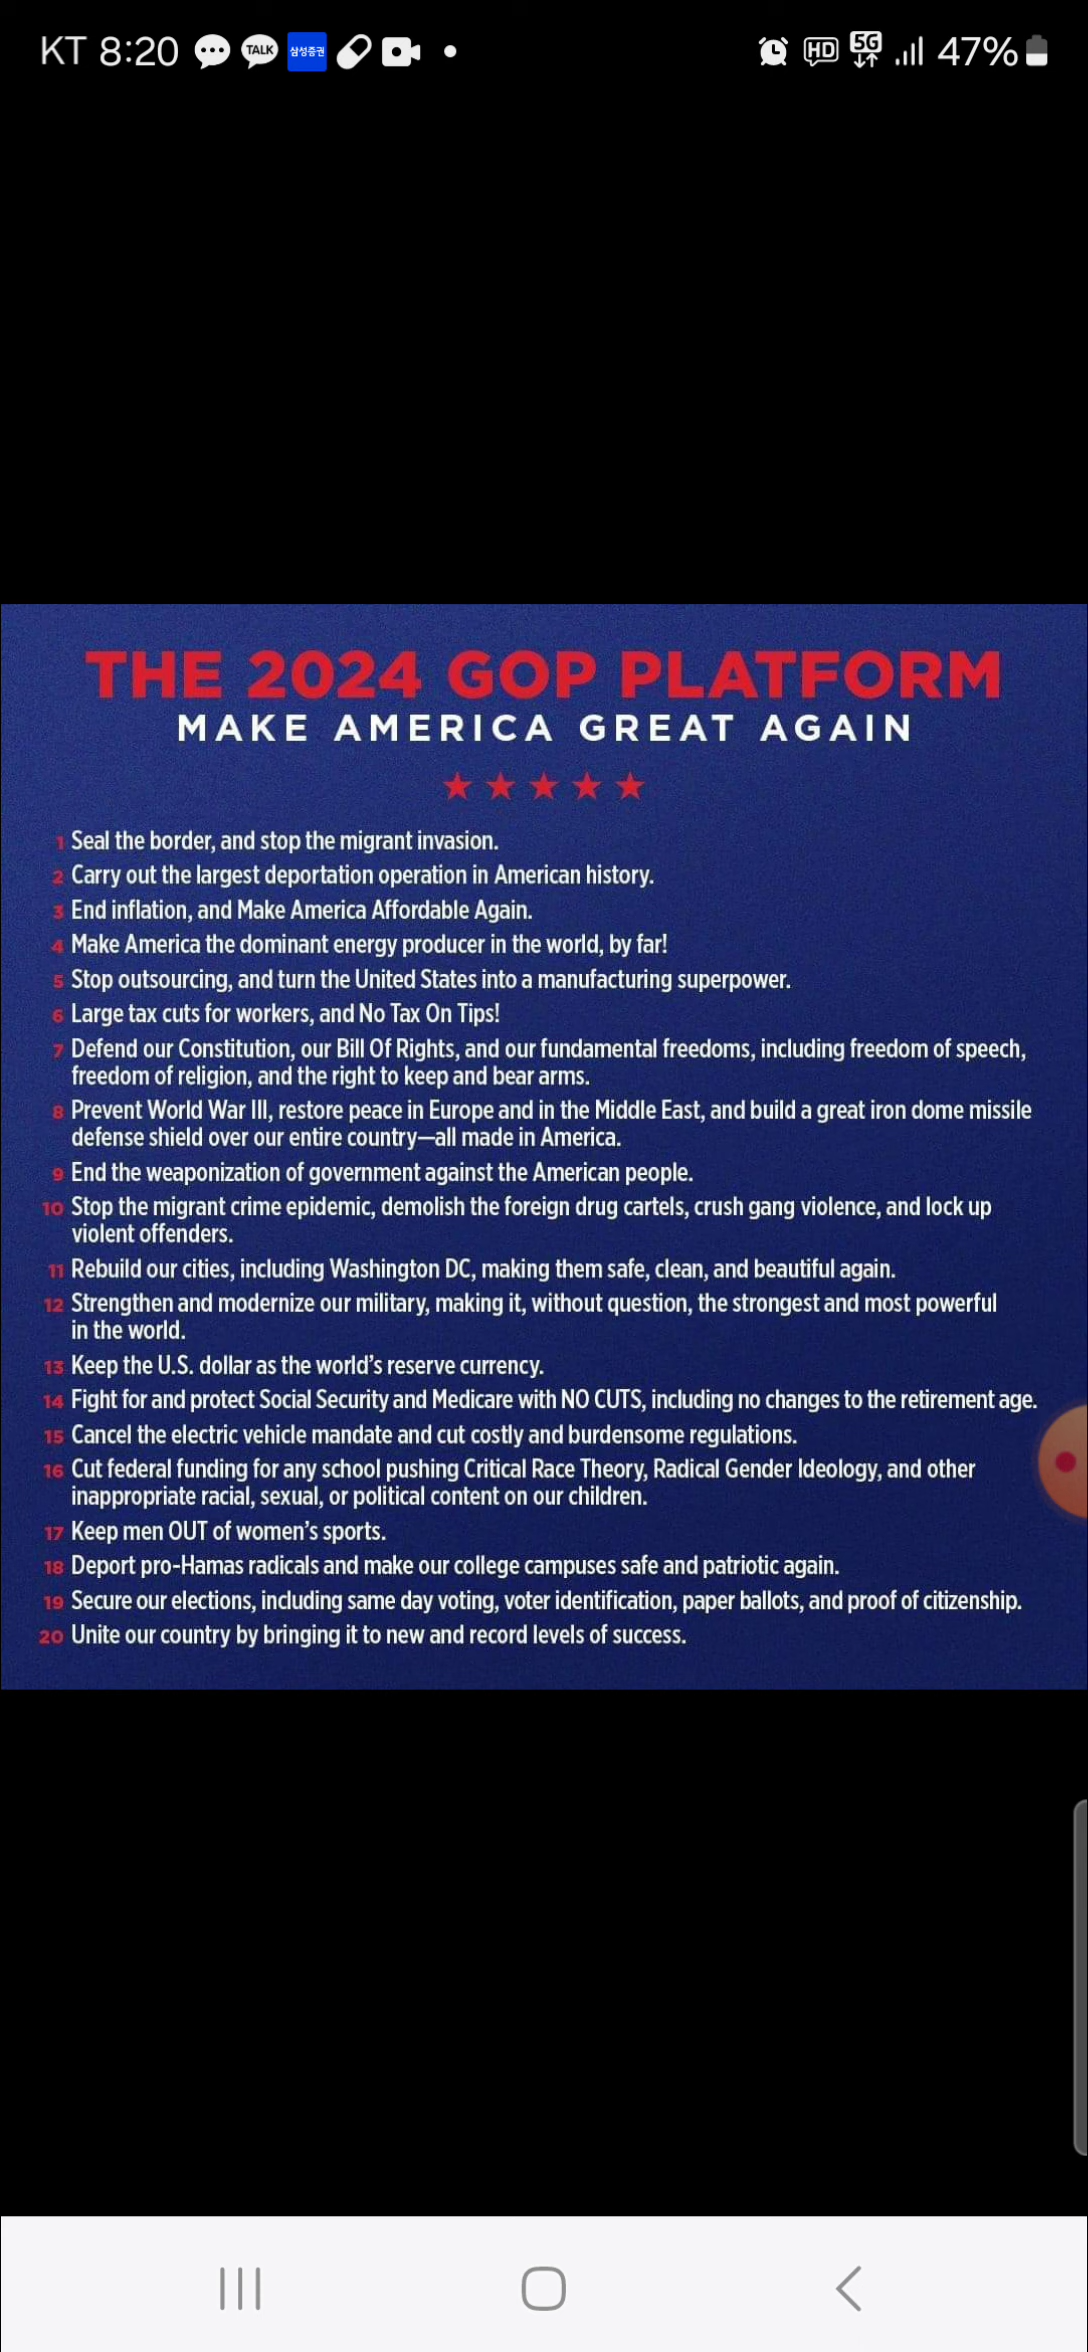 KT 8:20 TALK 삼성증권 HD 5G 47%
THE 2024 GOP PLATFORM
MAKE AMERICA GREAT AGAIN
1 Seal the border, and stop the migrant invasion.
2 Carry out the largest deportation operation in American history.
3 End inflation, and Make America Affordable Again.
4 Make America the dominant energy producer in the world, by far!
5 Stop outsourcing, and turn the United States into a manufacturing superpower.
6 Large tax cuts for workers, and No Tax On Tips!
7 Defend our Constitution, our Bill Of Rights, and our fundamental freedoms, including freedom of speech,
freedom of religion, and the right to keep and bear arms.
8 Prevent World War III, restore peace in Europe and in the Middle East, and build a great iron dome missile
defense shield over our entire country—all made in America.
9 End the weaponization of government against the American people.
10 Stop the migrant crime epidemic, demolish the foreign drug cartels, crush gang violence, and lock up
violent offenders.
11 Rebuild our cities, including Washington DC, making them safe, clean, and beautiful again.
12 Strengthen and modernize our military, making it, without question, the strongest and most powerful
in the world.
13 Keep the U.S. dollar as the world's reserve currency.
14 Fight for and protect Social Security and Medicare with NO CUTS, including no changes to the retirement age.
15 Cancel the electric vehicle mandate and cut costly and burdensome regulations.
16 Cut federal funding for any school pushing Critical Race Theory, Radical Gender Ideology, and other
inappropriate racial, sexual, or political content on our children.
17 Keep men OUT of women's sports.
18 Deport pro-Hamas radicals and make our college campuses safe and patriotic again.
19 Secure our elections, including same day voting, voter identification, paper ballots, and proof of citizenship.
20 Unite our country by bringing it to new and record levels of success.